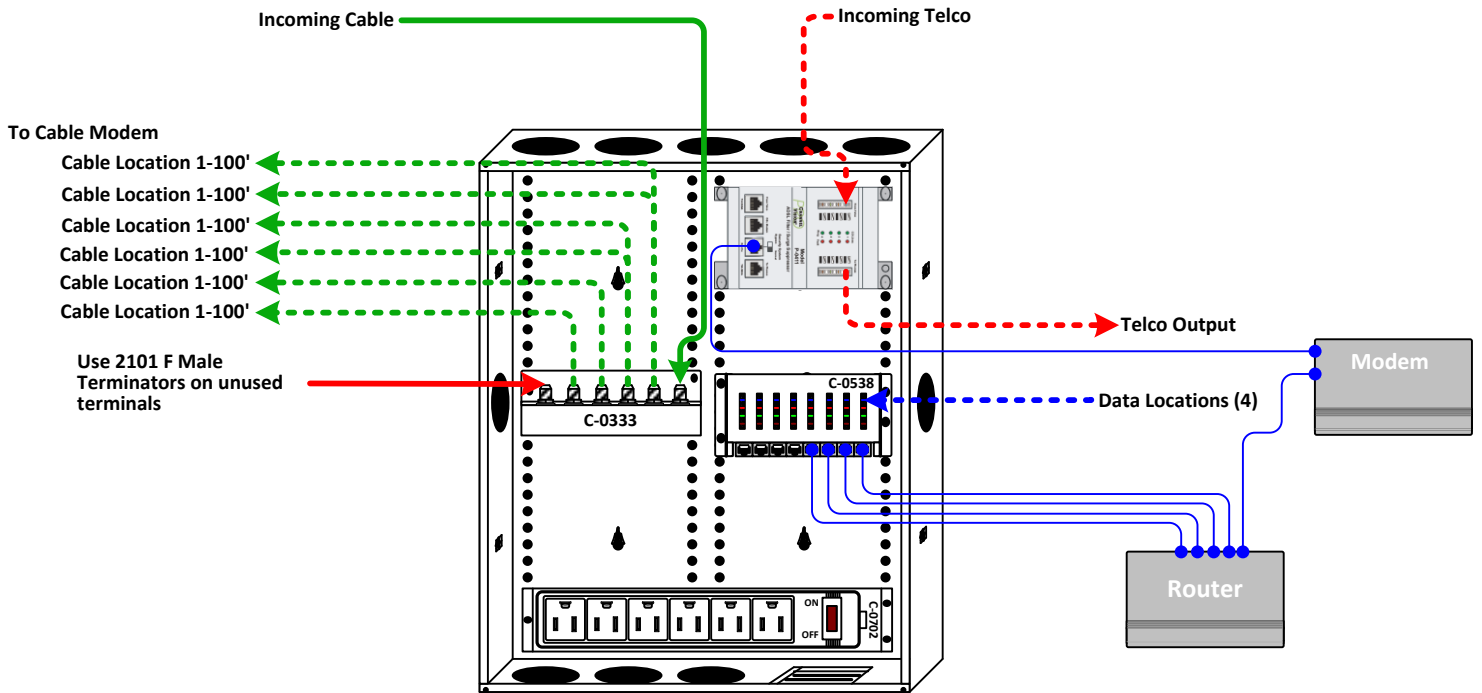 Incoming Cable
Incoming Telco
To Cable Modem
Cable Location 1-100'
Cable Location 1-100'
Cable Location 1-100'
Cable Location 1-100'
Cable Location 1-100'
Cable Location 1-100'
Telco Output
Use 2101 F Male
Terminators on unused
terminals
C-0333
C-0538
Data Locations (4)
Modem
Router
ON
OFF
C-0702